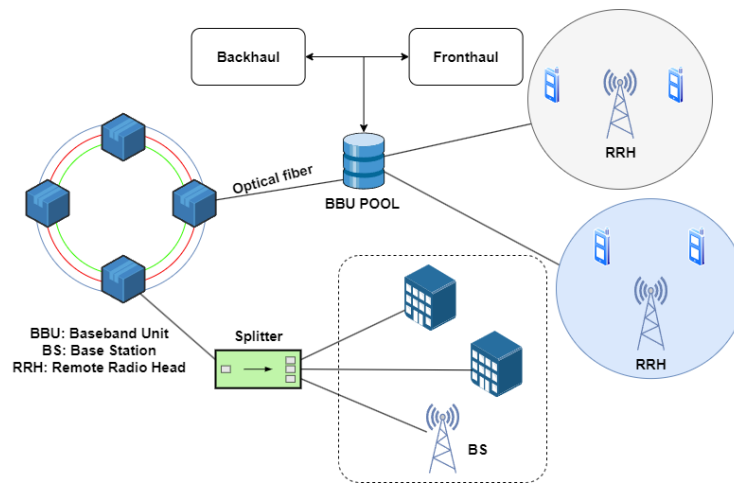 Backhaul
Fronthaul
RRH
Optical fiber
BBU POOL
BBU: Baseband Unit
BS: Base Station
RRH: Remote Radio Head
Splitter
RRH
BS